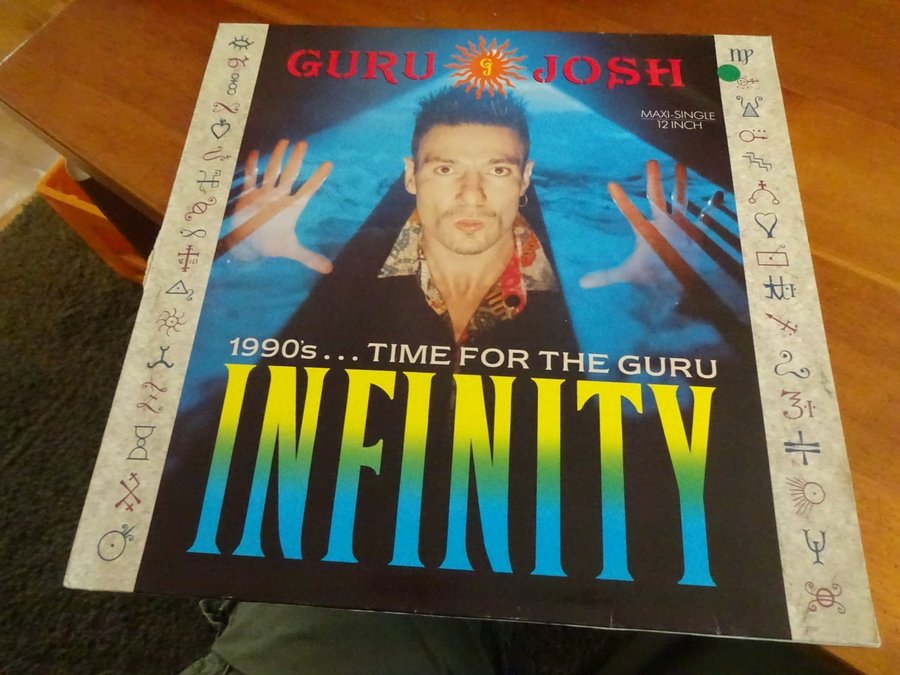 GURU g JOSH
MAXI-SINGLE
12 INCH
1990's... TIME FOR THE GURU
INFINITY